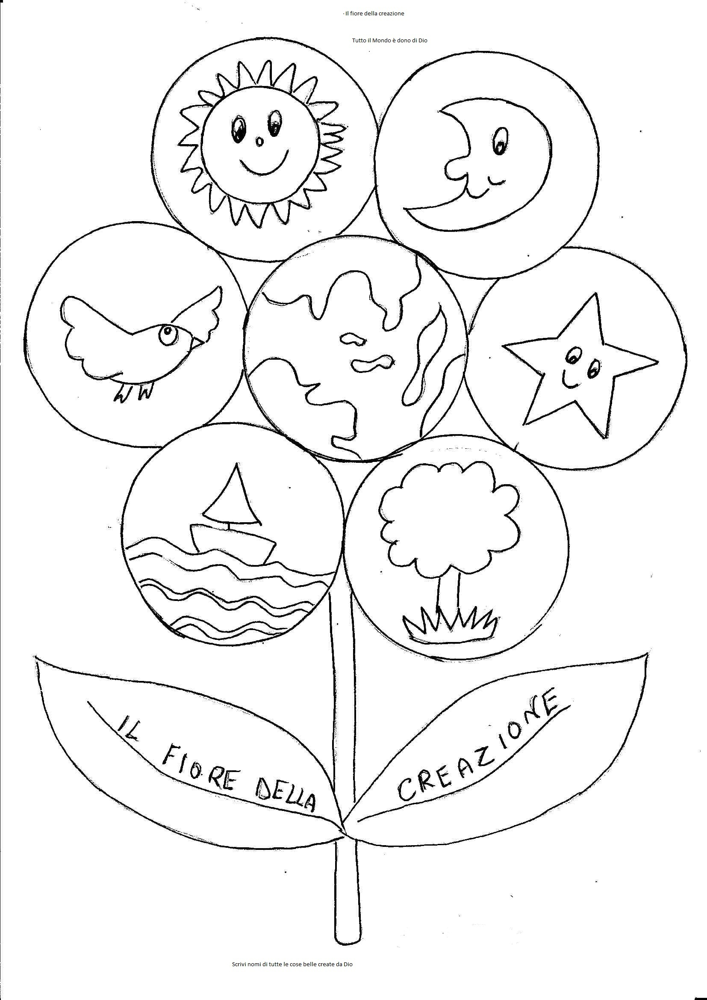 Il fiore della creazione
Tutto il Mondo è dono di Dio
IL FIORE DELLA
CREAZIONE
Scrivi nomi di tutte le cose belle create da Dio